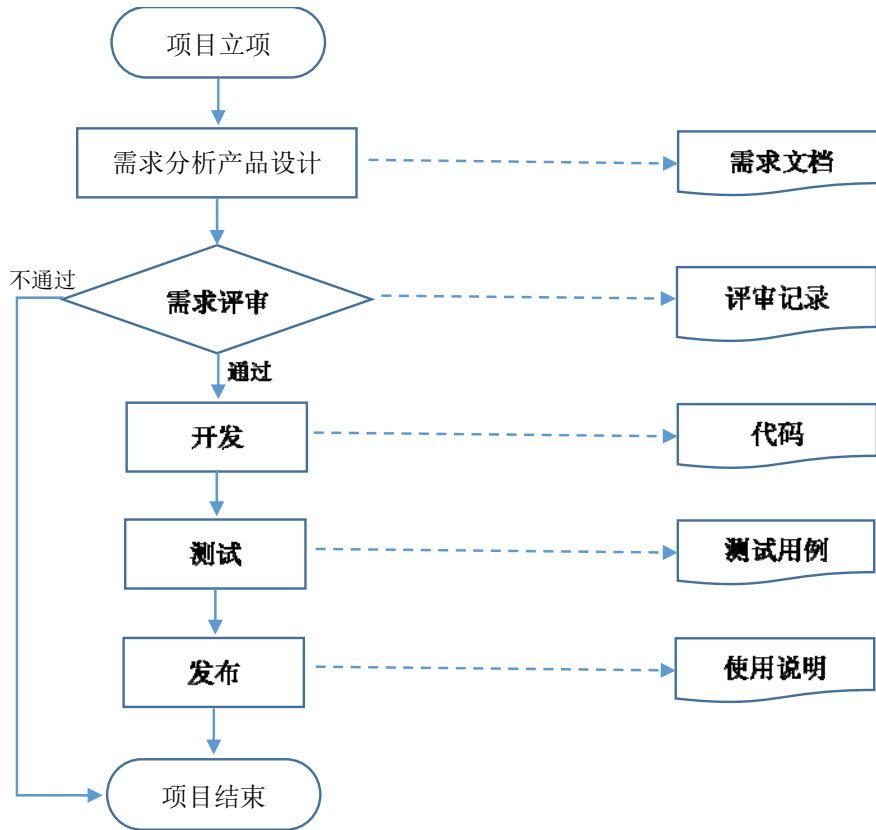 项目立项
需求分析产品设计
需求文档
不通过
需求评审
评审记录
通过
开发
代码
测试
测试用例
发布
使用说明
项目结束